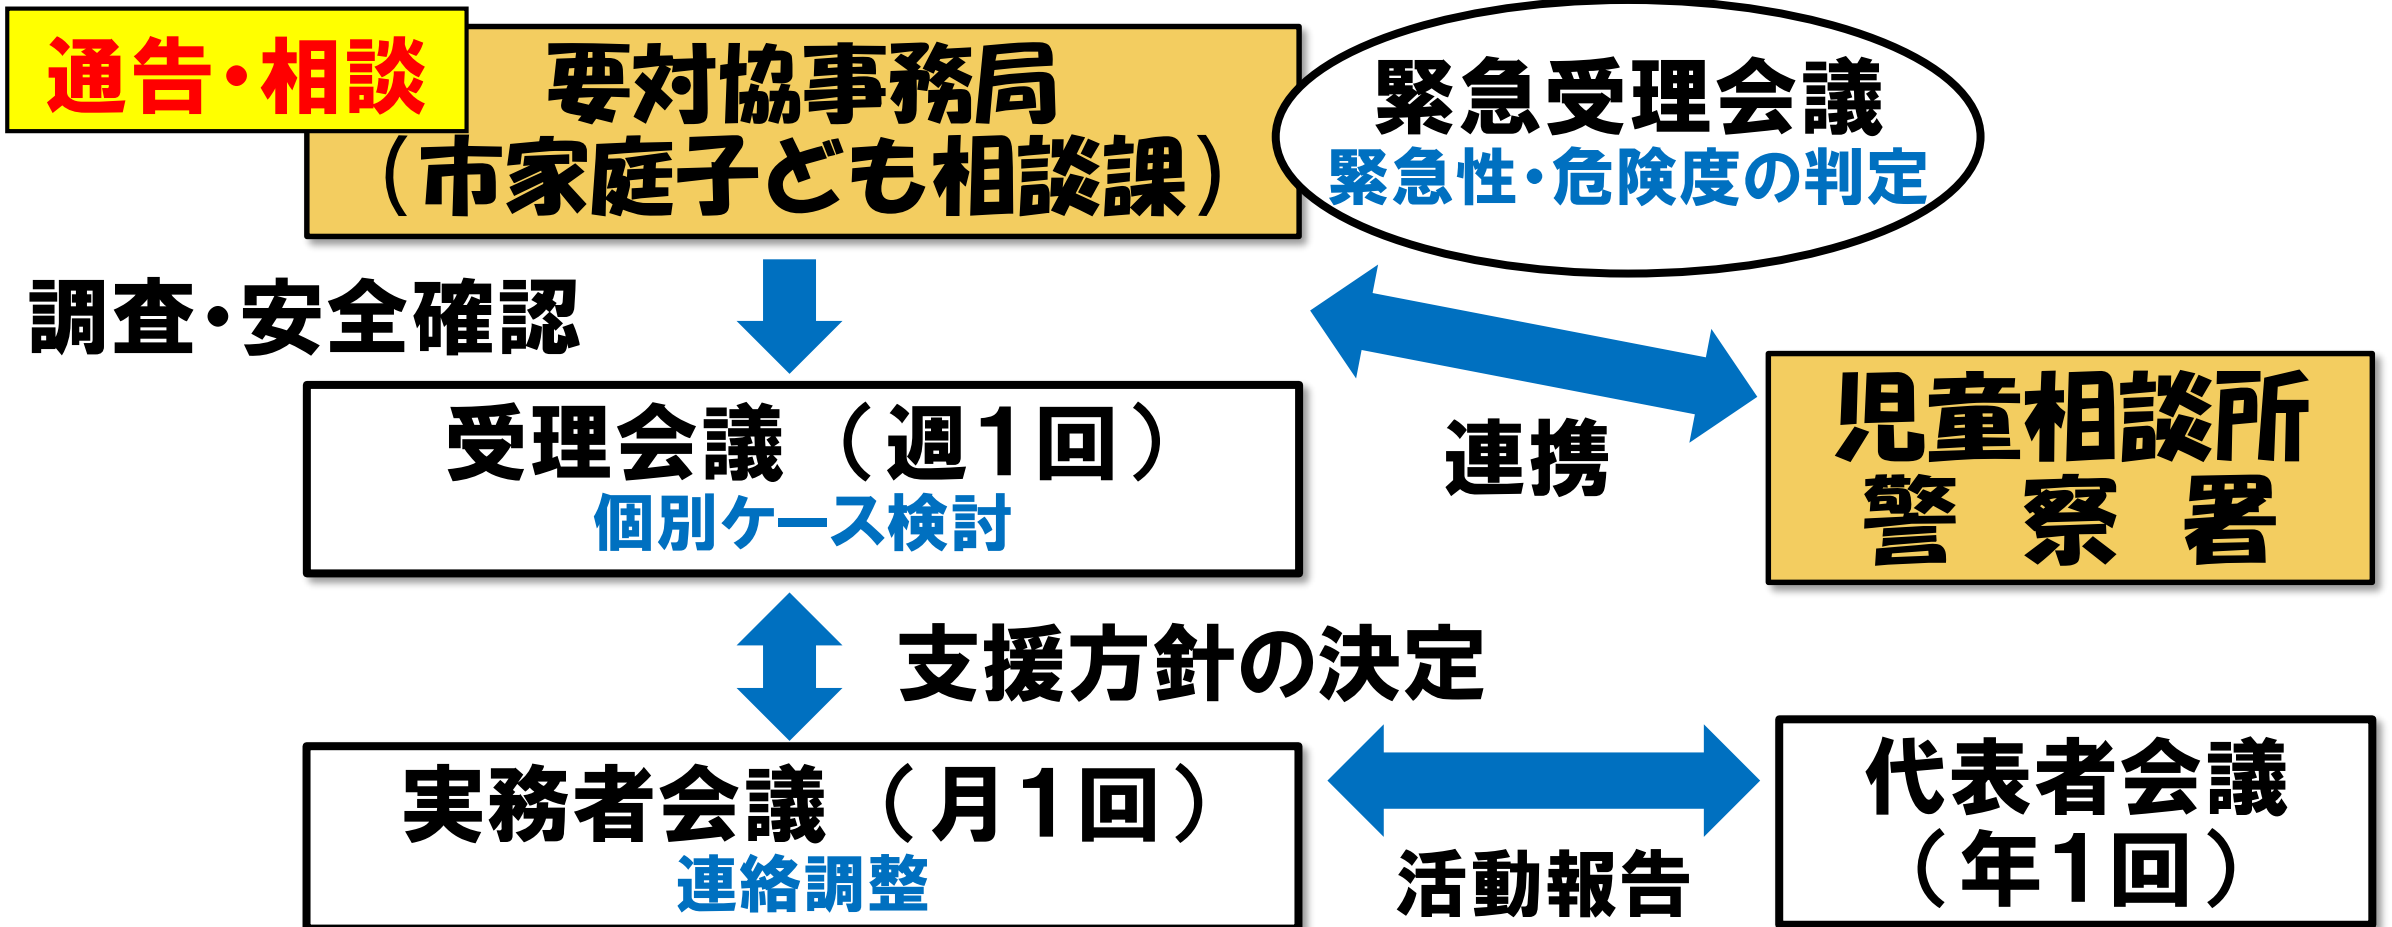 通告・相談
要対協事務局
（市家庭子ども相談課）
緊急受理会議
緊急性・危険度の判定
調査・安全確認
受理会議（週1回）
個別ケース検討
連携
児童相談所
警察署
支援方針の決定
実務者会議（月1回）
連絡調整
活動報告
代表者会議
（年1回）